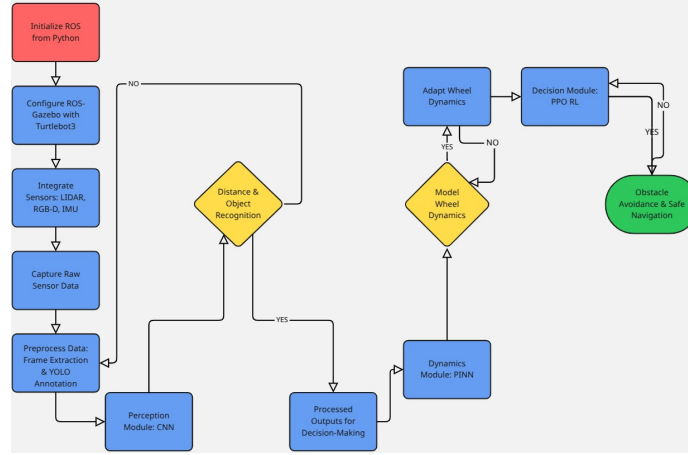 Initialize ROS
from Python
Configure ROS-
Gazebo with
Turtlebot3
Integrate
Sensors: LIDAR,
RGB-D, IMU
Capture Raw
Sensor Data
Preprocess Data:
Frame Extraction
& YOLO
Annotation
Perception
Module: CNN
NO
Distance &
Object
Recognition
YES
Processed
Outputs for
Decision-Making
Dynamics
Module: PINN
Model
Wheel
Dynamics
YES
NO
Adapt Wheel
Dynamics
Decision Module:
PPO RL
NO
YES
Obstacle
Avoidance & Safe
Navigation